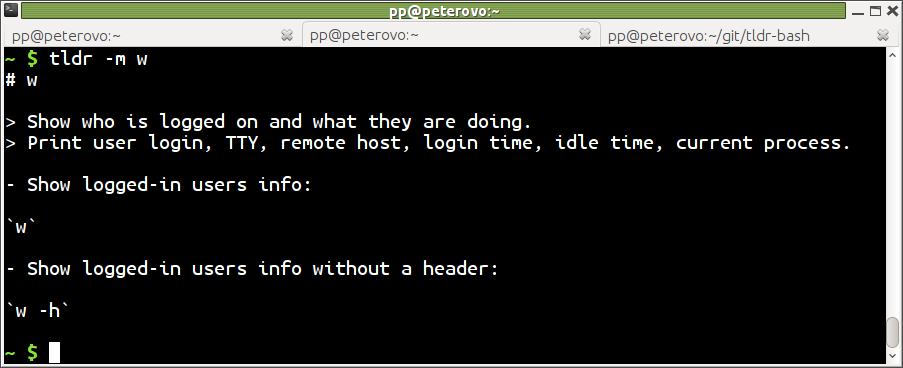 pp@peterovo:~
pp@peterovo:~ pp@peterovo:~ pp@peterovo:~/git/tldr-bash
~ $ tldr -m w
# w
> Show who is logged on and what they are doing.
> Print user login, TTY, remote host, login time, idle time, current process.
- Show logged-in users info:
`w`
- Show logged-in users info without a header:
`w -h`
~ $